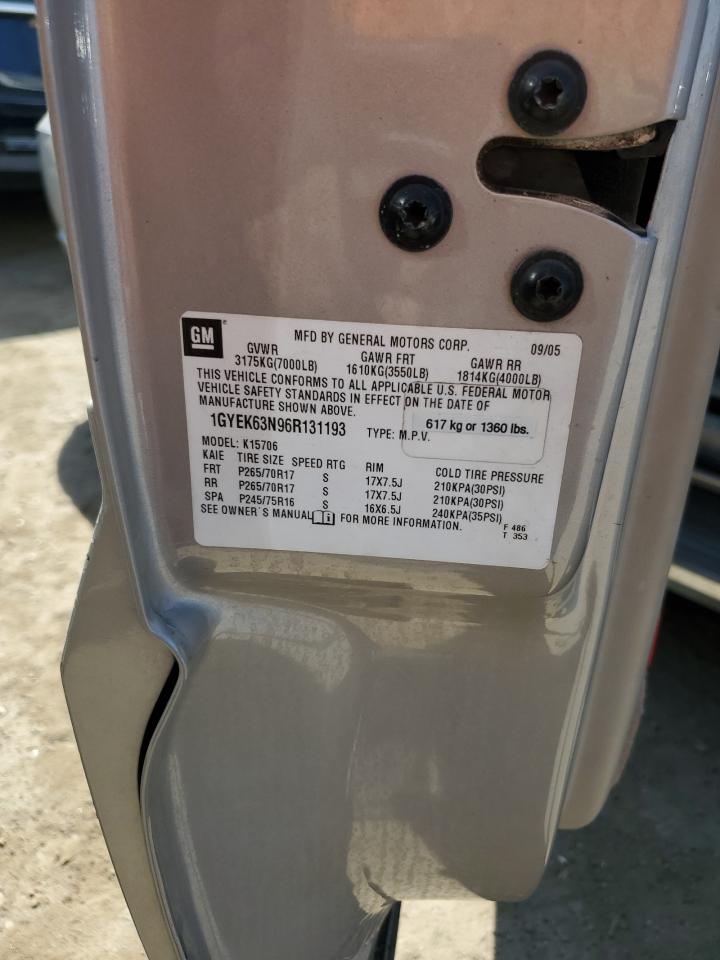 GM
MFD BY GENERAL MOTORS CORP. 09/05
GVWR GAWR FRT GAWR RR
3175KG(7000LB) 1610KG(3550LB) 1814KG(4000LB)
THIS VEHICLE CONFORMS TO ALL APPLICABLE U.S. FEDERAL MOTOR
VEHICLE SAFETY STANDARDS IN EFFECT ON THE DATE OF
MANUFACTURE SHOWN ABOVE.
617 kg or 1360 lbs.
1GYEK63N96R131193 TYPE: M.P.V.
MODEL: K15706
KAIE TIRE SIZE SPEED RTG RIM COLD TIRE PRESSURE
FRT P265/70R17 S 17X7.5J 210KPA(30PSI)
RR P265/70R17 S 17X7.5J 210KPA(30PSI)
SPA P245/75R16 S 16X6.5J 240KPA(35PSI)
SEE OWNER'S MANUAL FOR MORE INFORMATION.
F 486
T 353